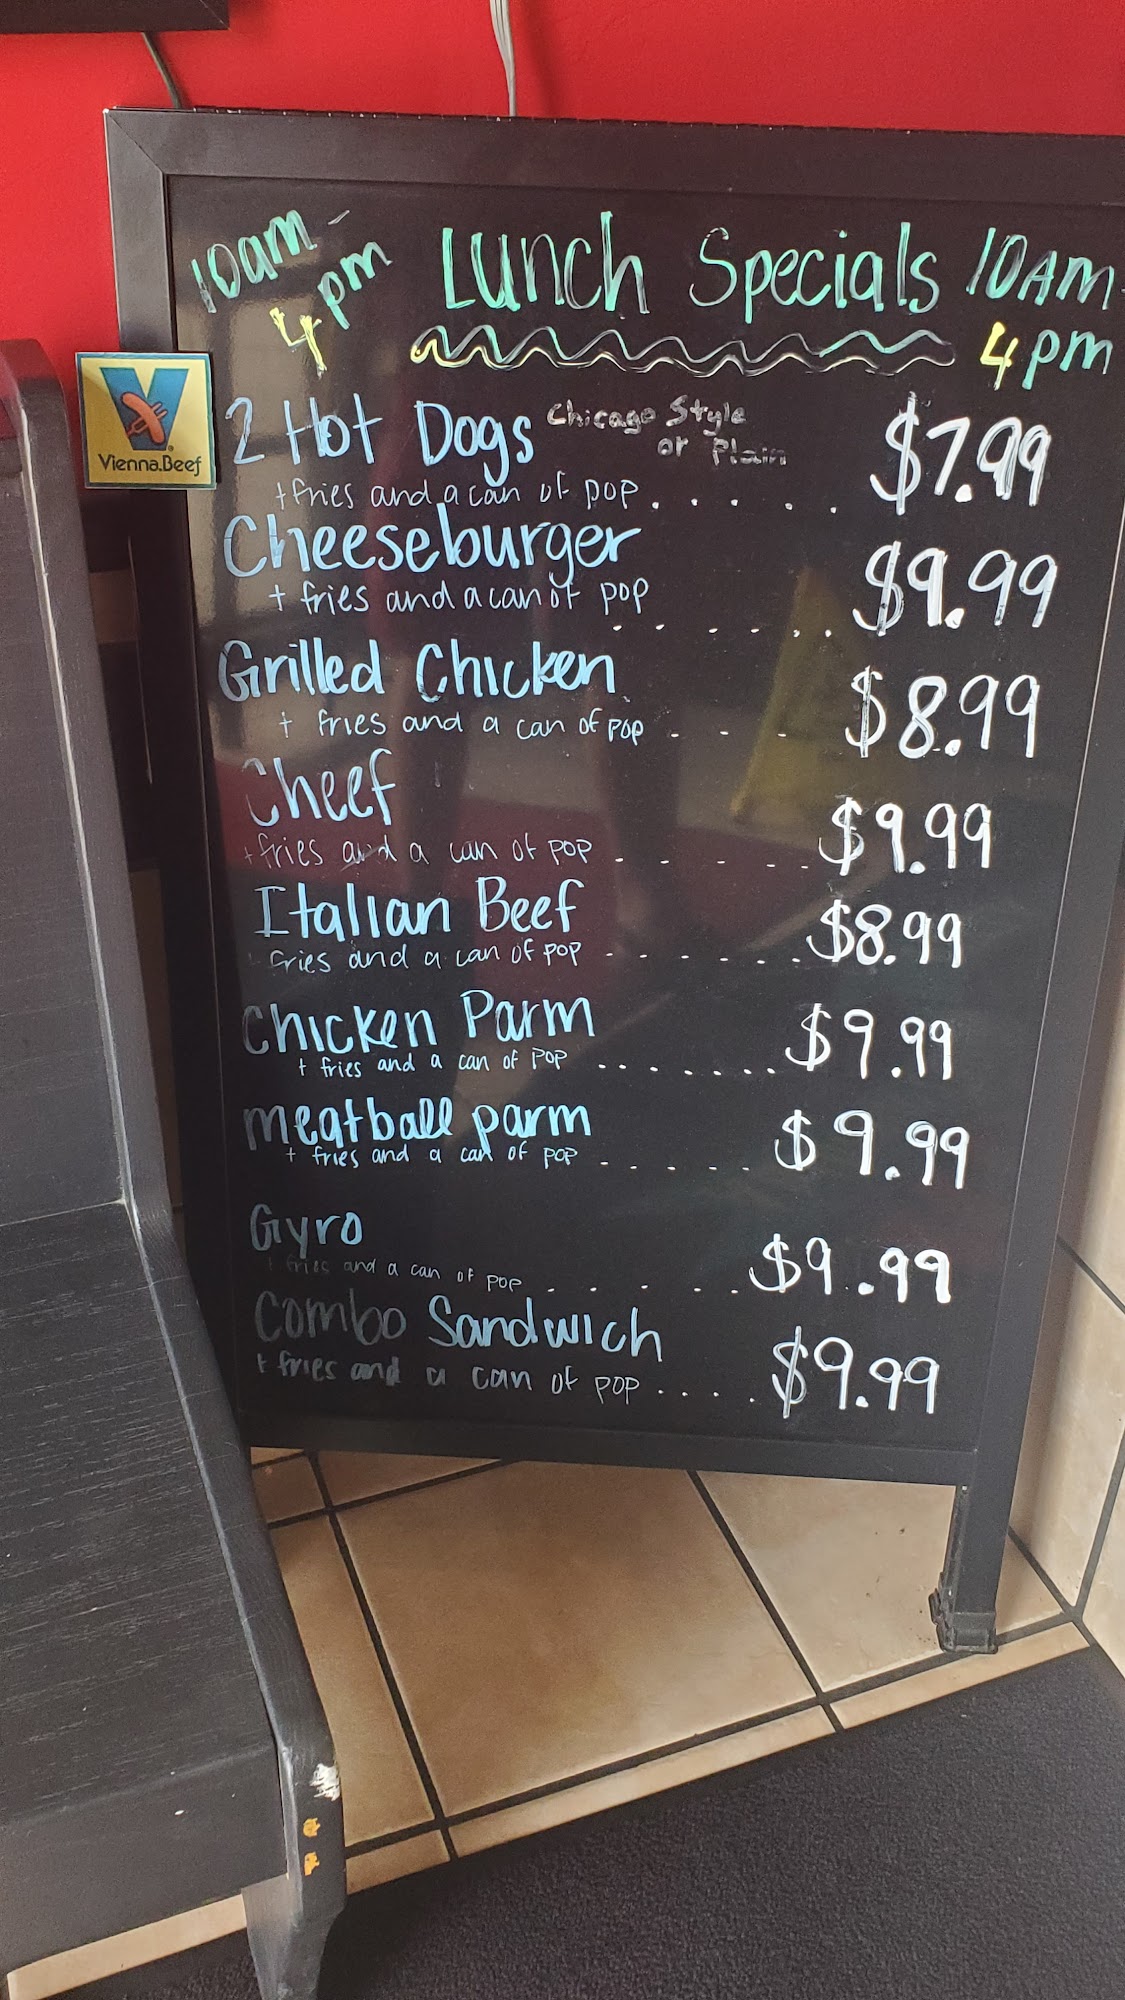 10am -
4pm
Lunch Specials
10AM-
4pm
V
Vienna.Beef®
2 Hot Dogs Chicago Style or Plain $7.99
+ fries and a can of pop . . . . .
Cheeseburger $9.99
+ fries and a can of pop . . . . . .
Grilled Chicken $8.99
+ fries and a can of pop . . .
Cheef
+ fries and a can of pop . . . . . . $9.99
Italian Beef $8.99
fries and a can of pop . . . . . . .
Chicken Parm $9.99
+ fries and a can of pop . . . . . . . .
meatball parm $9.99
+ fries and a can of pop . . . . . .
Gyro $9.99
+ fries and a can of pop . . . . . .
Combo Sandwich $9.99
+ fries and a can of pop . . . . .